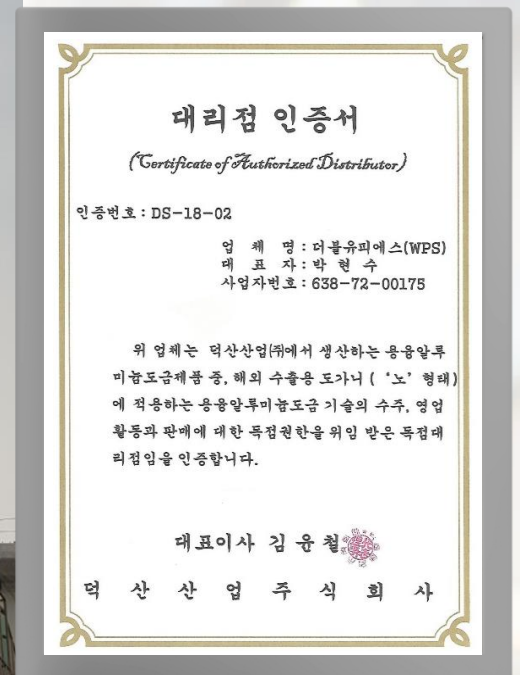 대리점 인증서
(Certificate of Authorized Distributor)
인증번호 : DS-18-02
업 체 명 : 더블유피에스(WPS)
대 표 자 : 박 현 수
사업자번호 : 638-72-00175
위 업체는 덕산산업(주)에서 생산하는 용융알루
미늄도금제품 중, 해외 수출용 도가니 ( ‘노’ 형태)
에 적용하는 용융알루미늄도금 기술의 수주, 영업
활동과 판매에 대한 독점권한을 위임 받은 독점대
리점임을 인증합니다.
대표이사 김 윤 철
덕 산 산 업 주 식 회 사